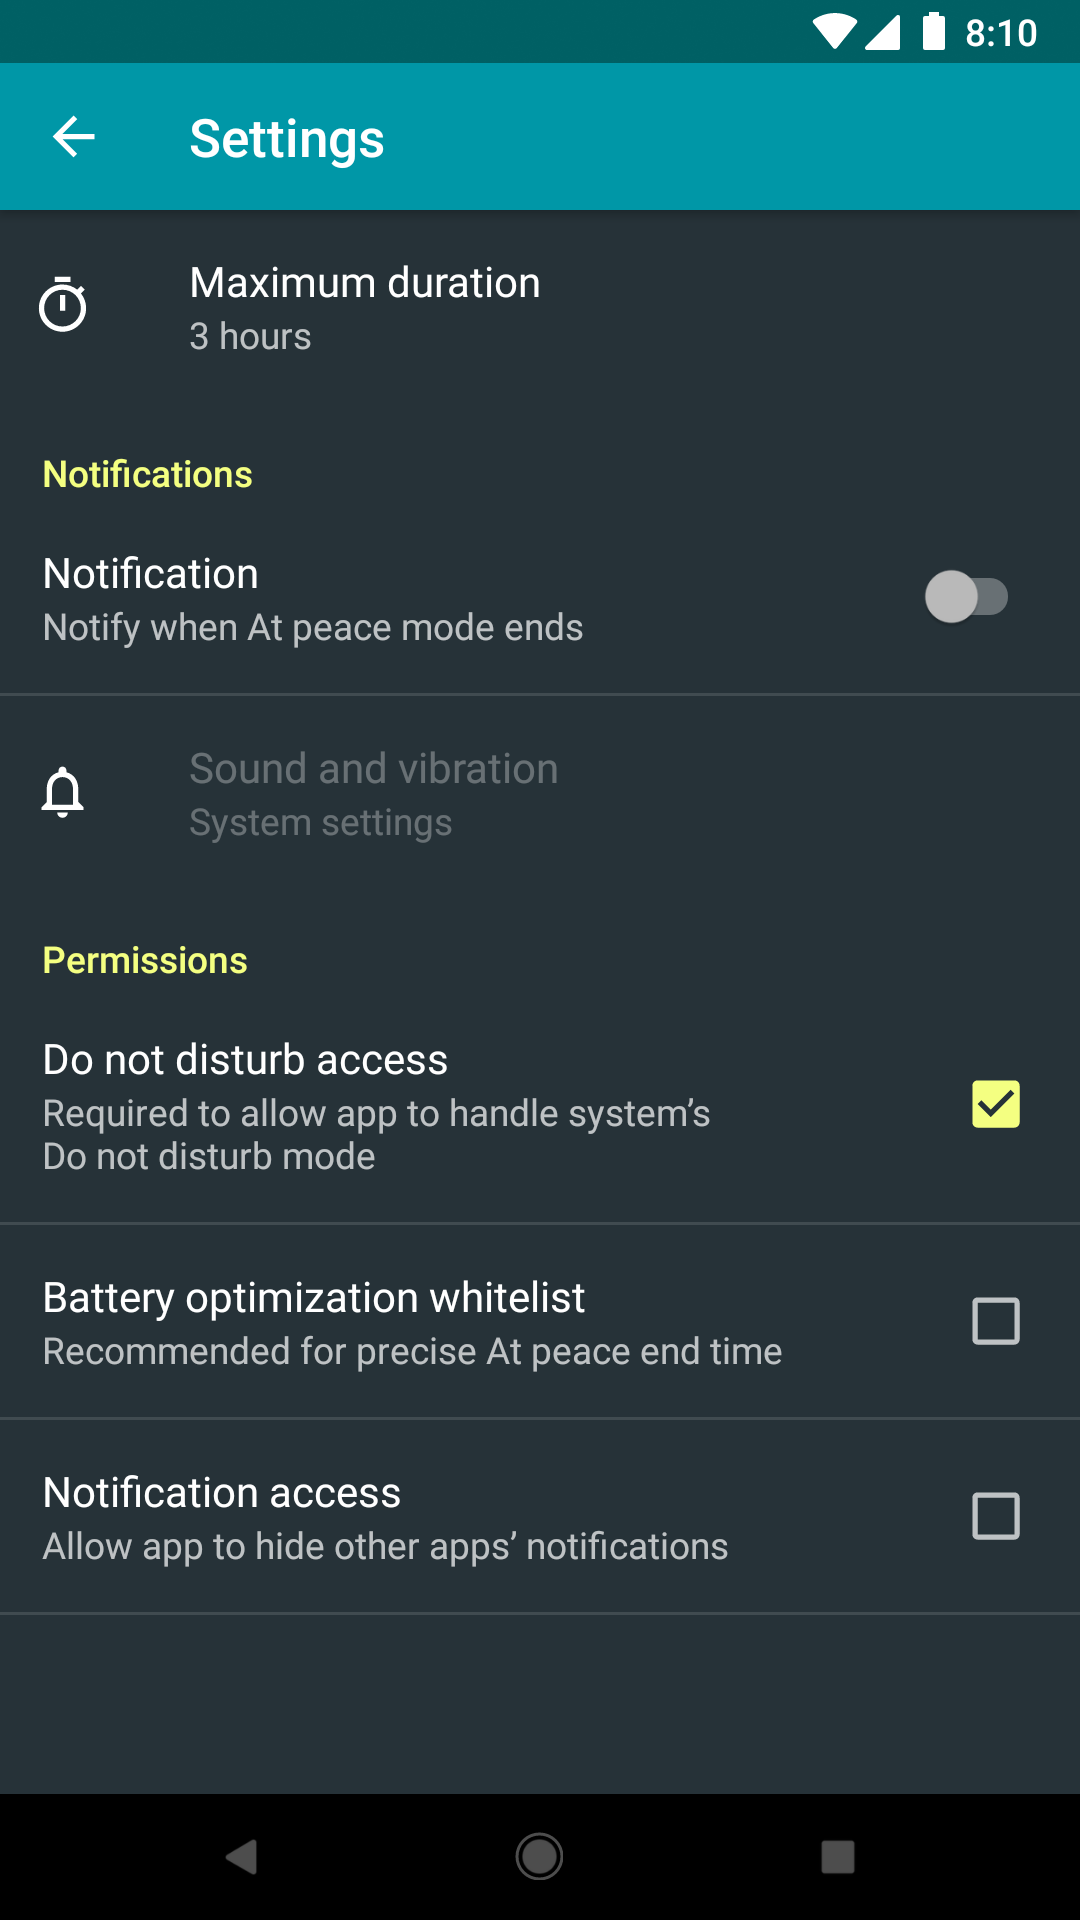 8:10
Settings
Maximum duration
3 hours
Notifications
Notification
Notify when At peace mode ends
Sound and vibration
System settings
Permissions
Do not disturb access
Required to allow app to handle system’s
Do not disturb mode
Battery optimization whitelist
Recommended for precise At peace end time
Notification access
Allow app to hide other apps’ notifications